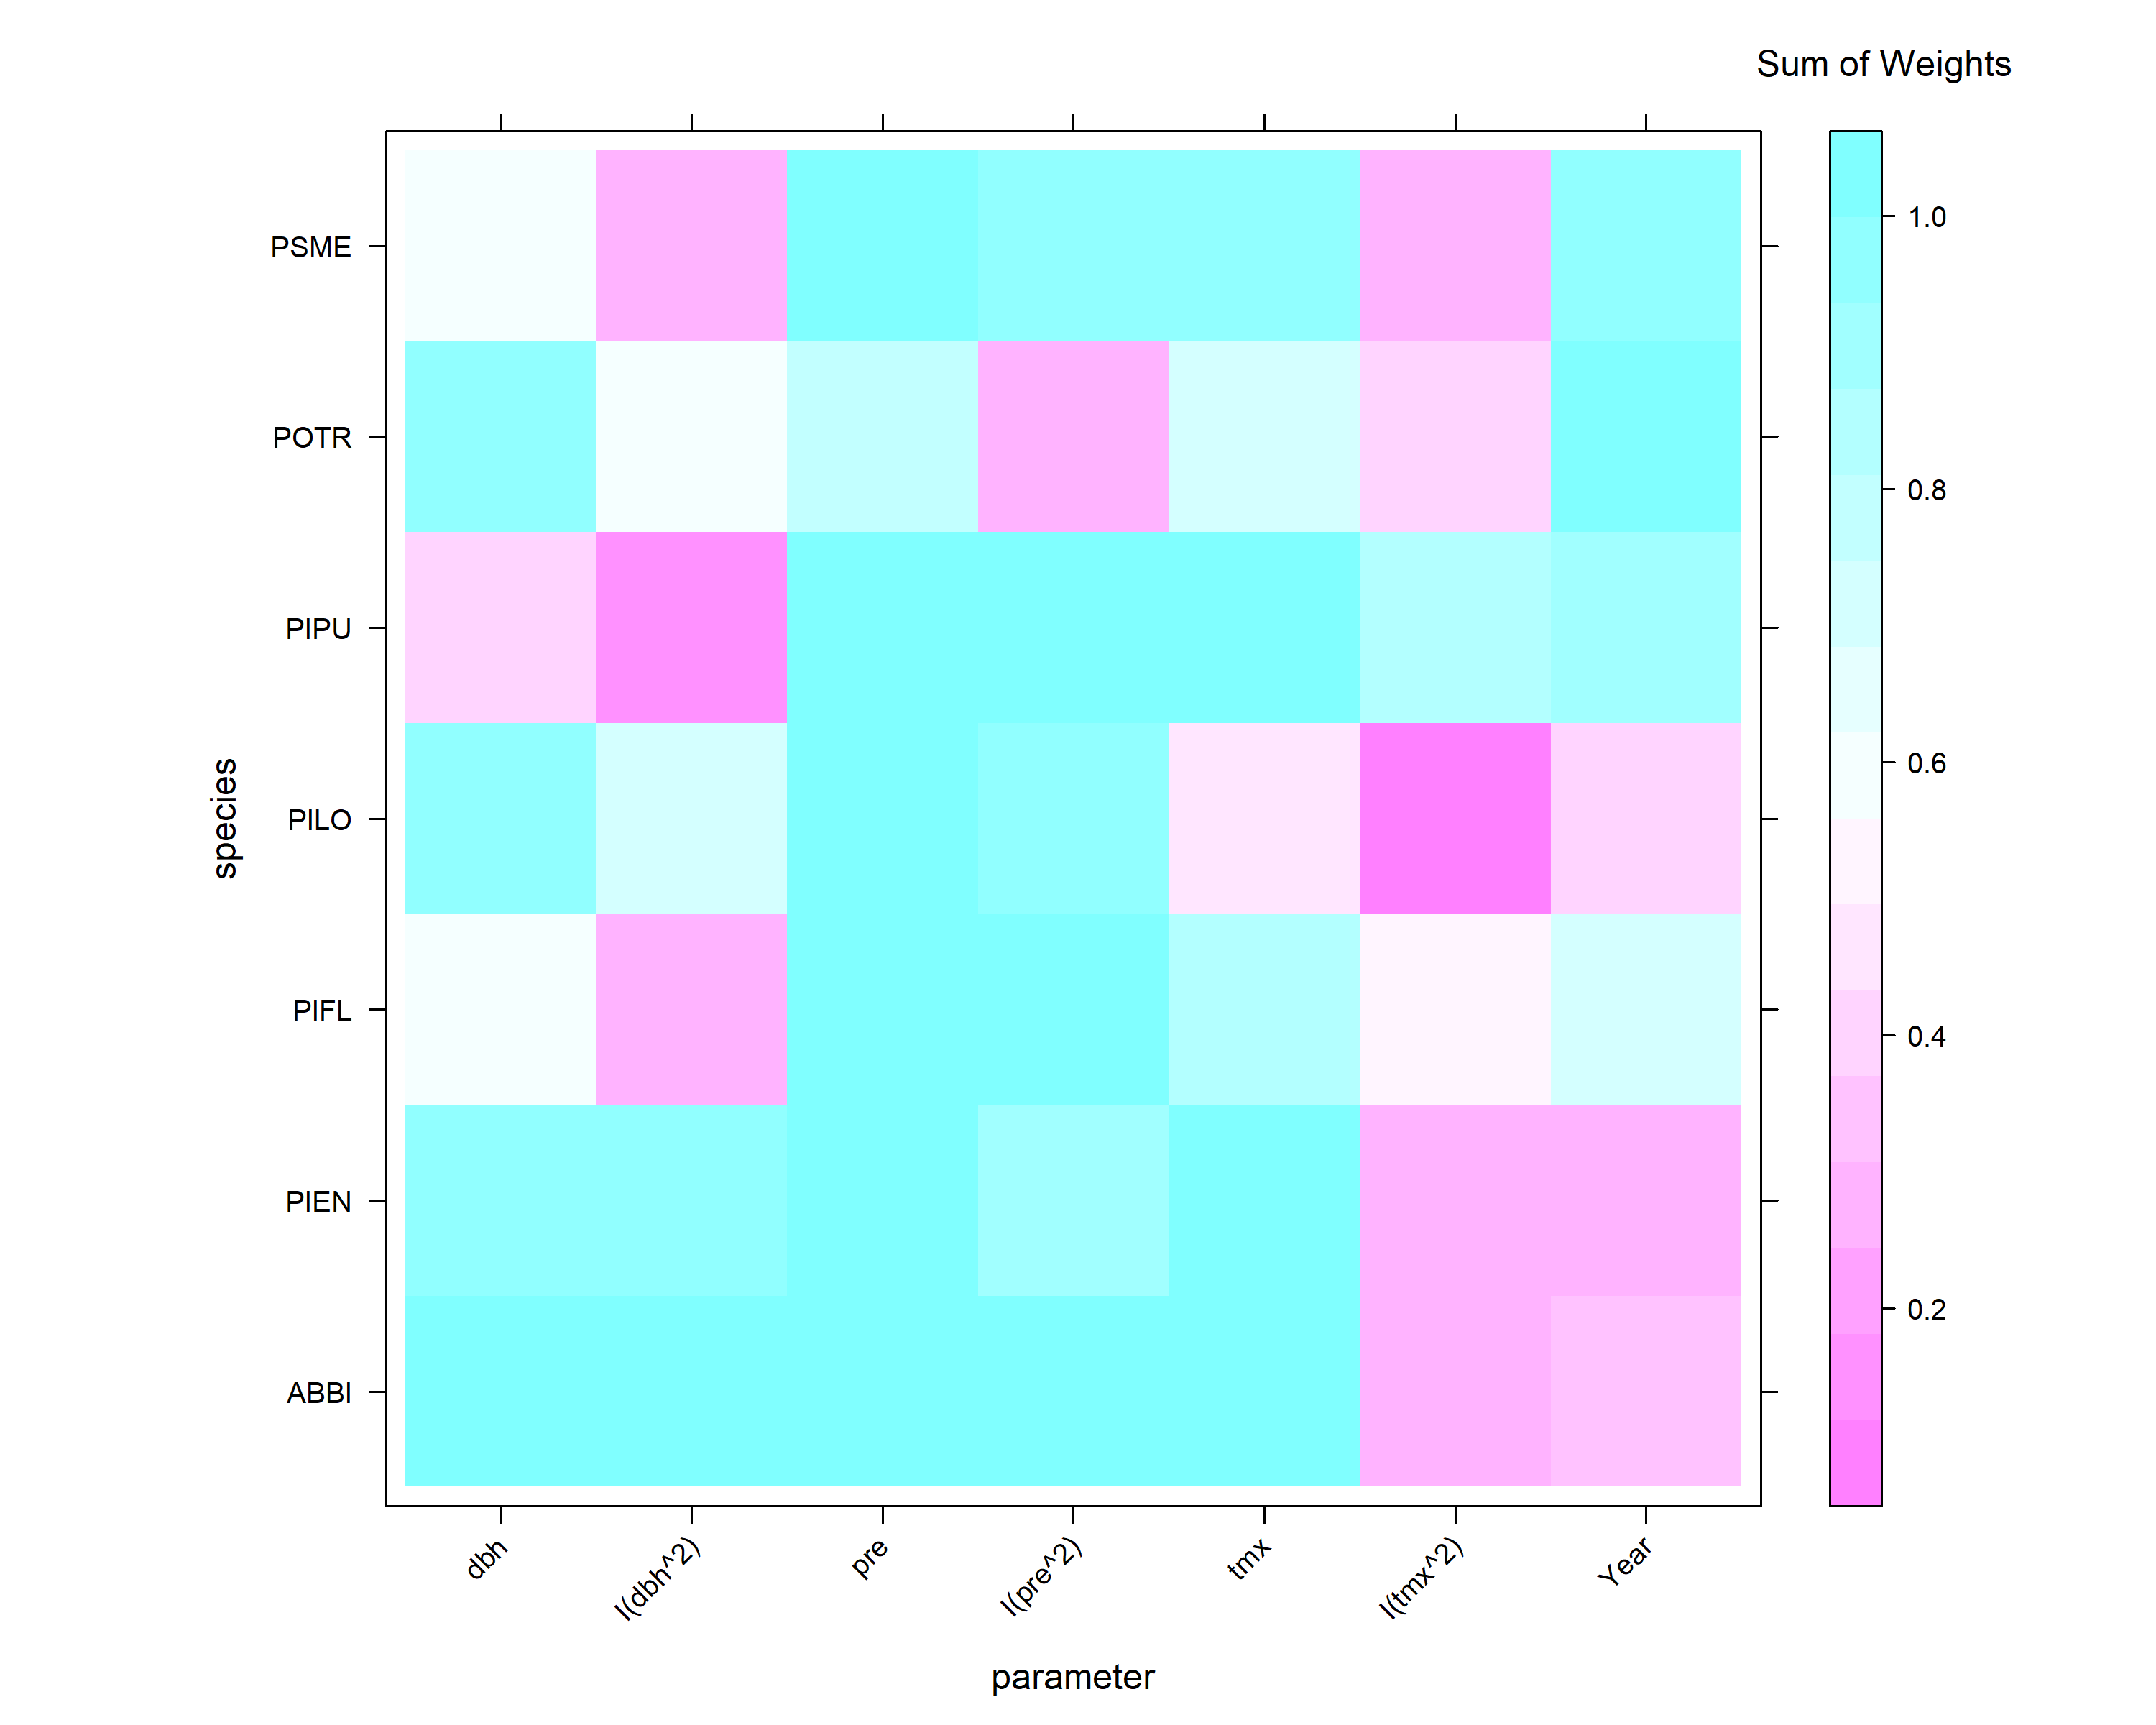 Sum of Weights
PSME
POTR
PIPU
PILO
PIFL
PIEN
ABBI
species
dbh
I(dbh^2)
pre
I(pre^2)
tmx
I(tmx^2)
Year
parameter
1.0
0.8
0.6
0.4
0.2